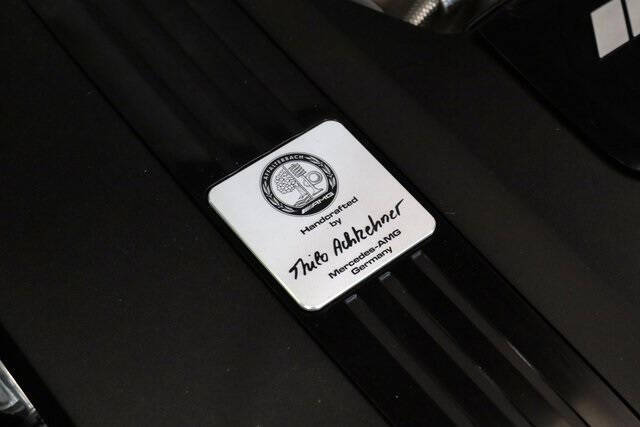 AFFALTERBACH
AMG
Handcrafted
by
Thilo Achtzehner
Mercedes-AMG
Germany